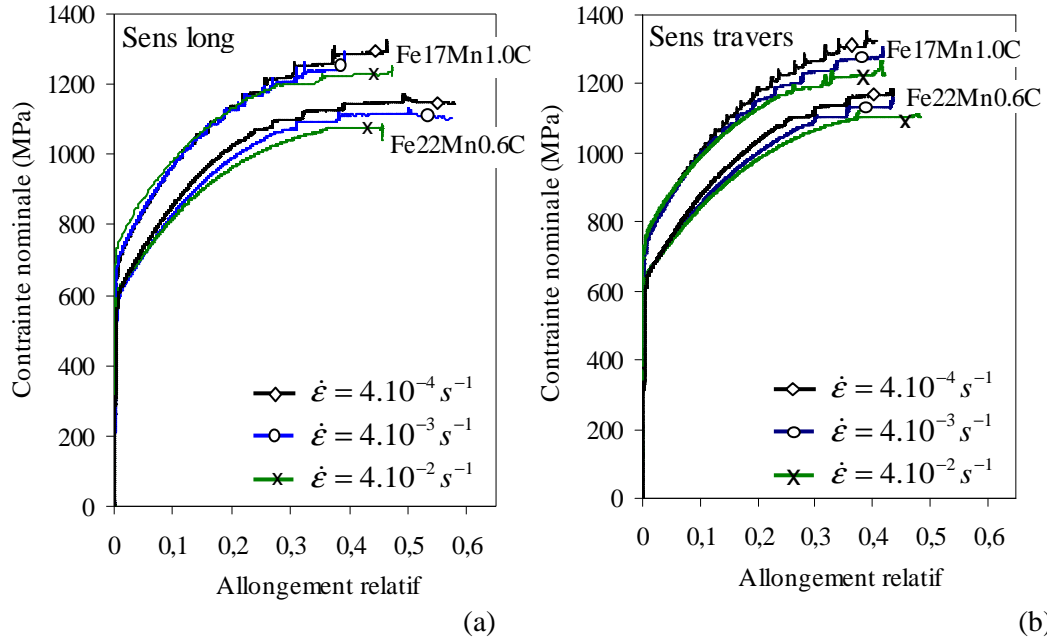 Sens long
Contrainte nominale (MPa)
1400
1200
1000
800
600
400
200
0
Fe17Mn1.0C
Fe22Mn0.6C
ε̇ = 4.10⁻⁴ s⁻¹
ε̇ = 4.10⁻³ s⁻¹
ε̇ = 4.10⁻² s⁻¹
0 0,1 0,2 0,3 0,4 0,5 0,6
Allongement relatif
(a)
Sens travers
Contrainte nominale (MPa)
1400
1200
1000
800
600
400
200
0
Fe17Mn1.0C
Fe22Mn0.6C
ε̇ = 4.10⁻⁴ s⁻¹
ε̇ = 4.10⁻³ s⁻¹
ε̇ = 4.10⁻² s⁻¹
0 0,1 0,2 0,3 0,4 0,5 0,6
Allongement relatif
(b)